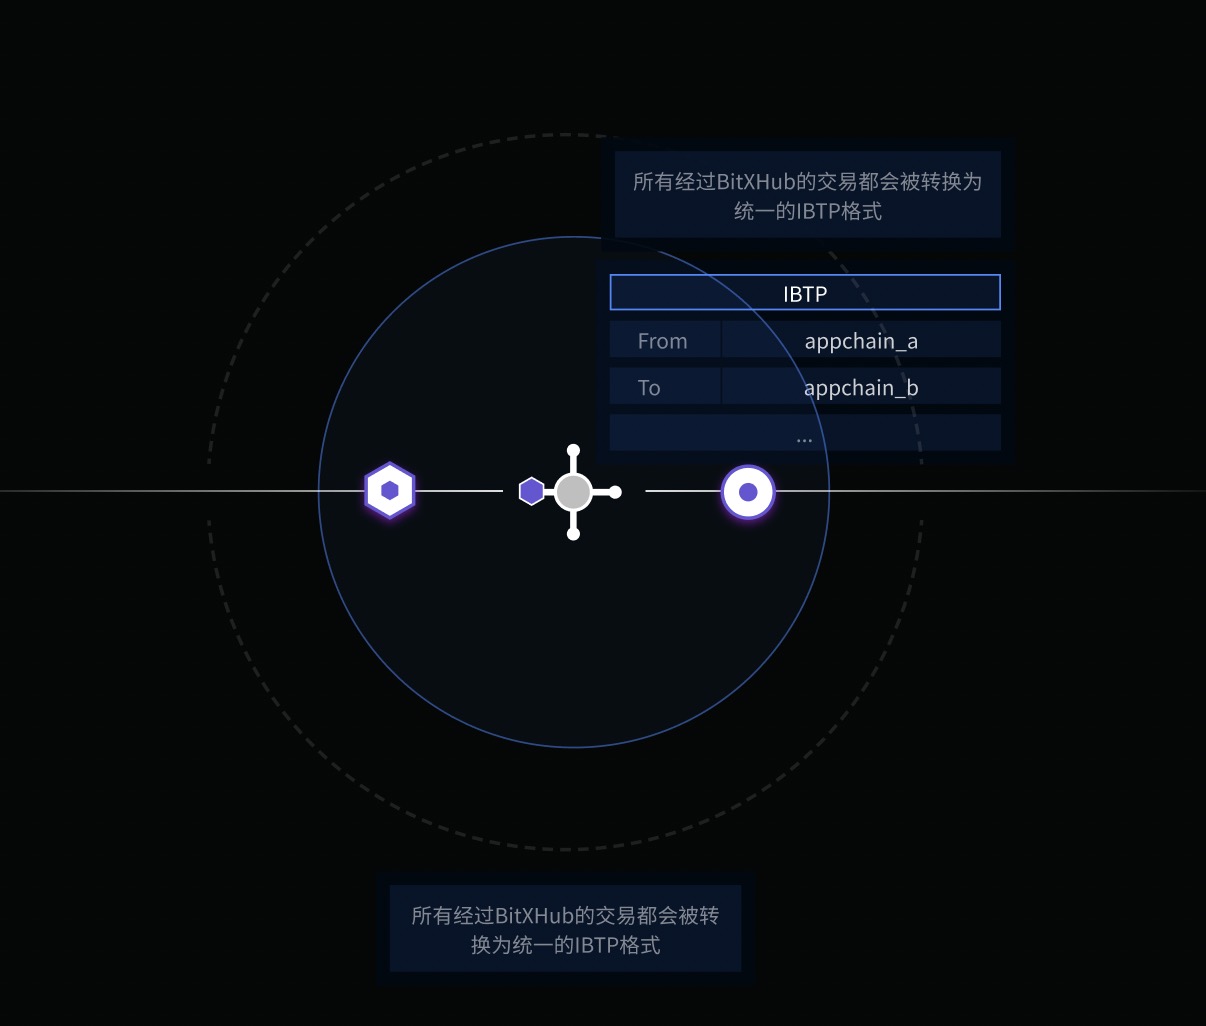 所有经过BitXHub的交易都会被转换为
统一的IBTP格式
IBTP
From appchain_a
To appchain_b
...
所有经过BitXHub的交易都会被转
换为统一的IBTP格式